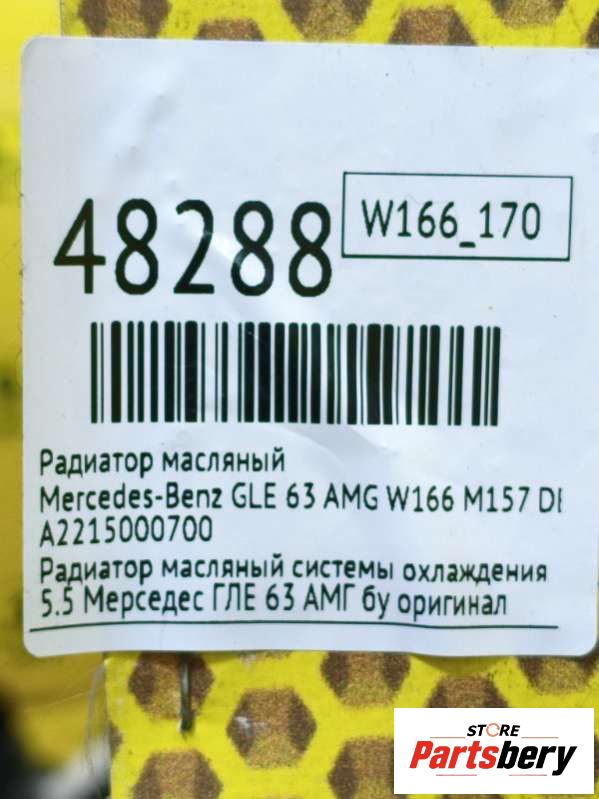 48288
W166_170
Радиатор масляный
Mercedes-Benz GLE 63 AMG W166 M157
A2215000700
Радиатор масляный системы охлаждения
5.5 Мерседес ГЛЕ 63 АМГ бу оригинал
STORE
Partsbery